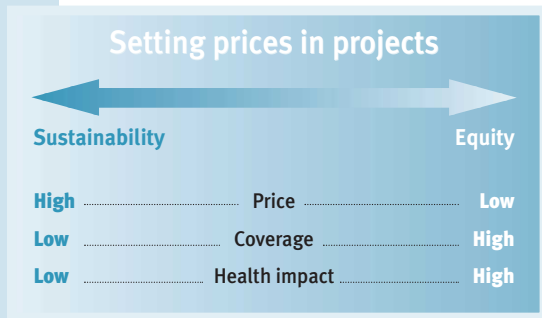 Setting prices in projects
Sustainability Equity
High Price Low
Low Coverage High
Low Health impact High